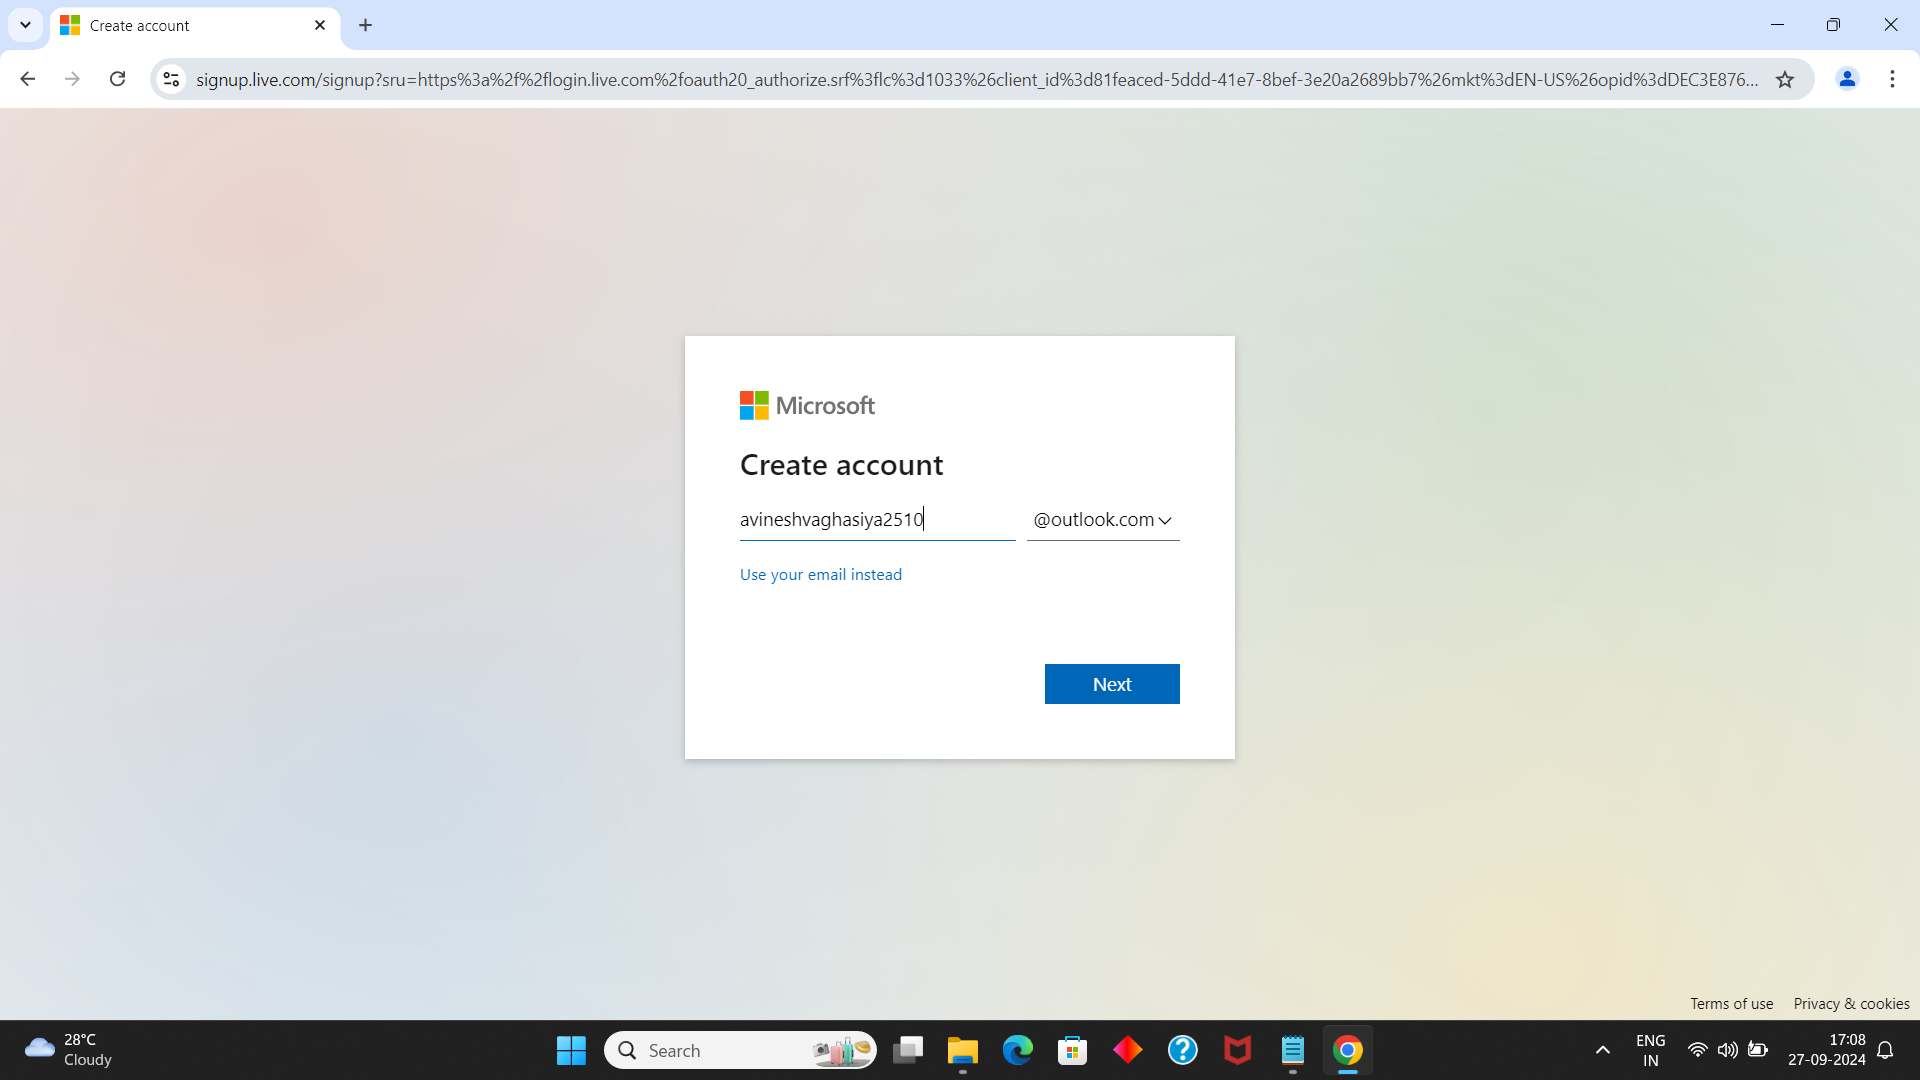 Create account
signup.live.com/signup?sru=https%3a%2f%2flogin.live.com%2foauth20_authorize.srf%3flc%3d1033%26client_id%3d81feaced-5ddd-41e7-8bef-3e20a2689bb7%26mkt%3dEN-US%26opid%3dDEC3E876...
Microsoft
Create account
avineshvaghasiya2510 @outlook.com
Use your email instead
Next
Terms of use Privacy & cookies
28°C
Cloudy
Search
ENG
IN
17:08
27-09-2024